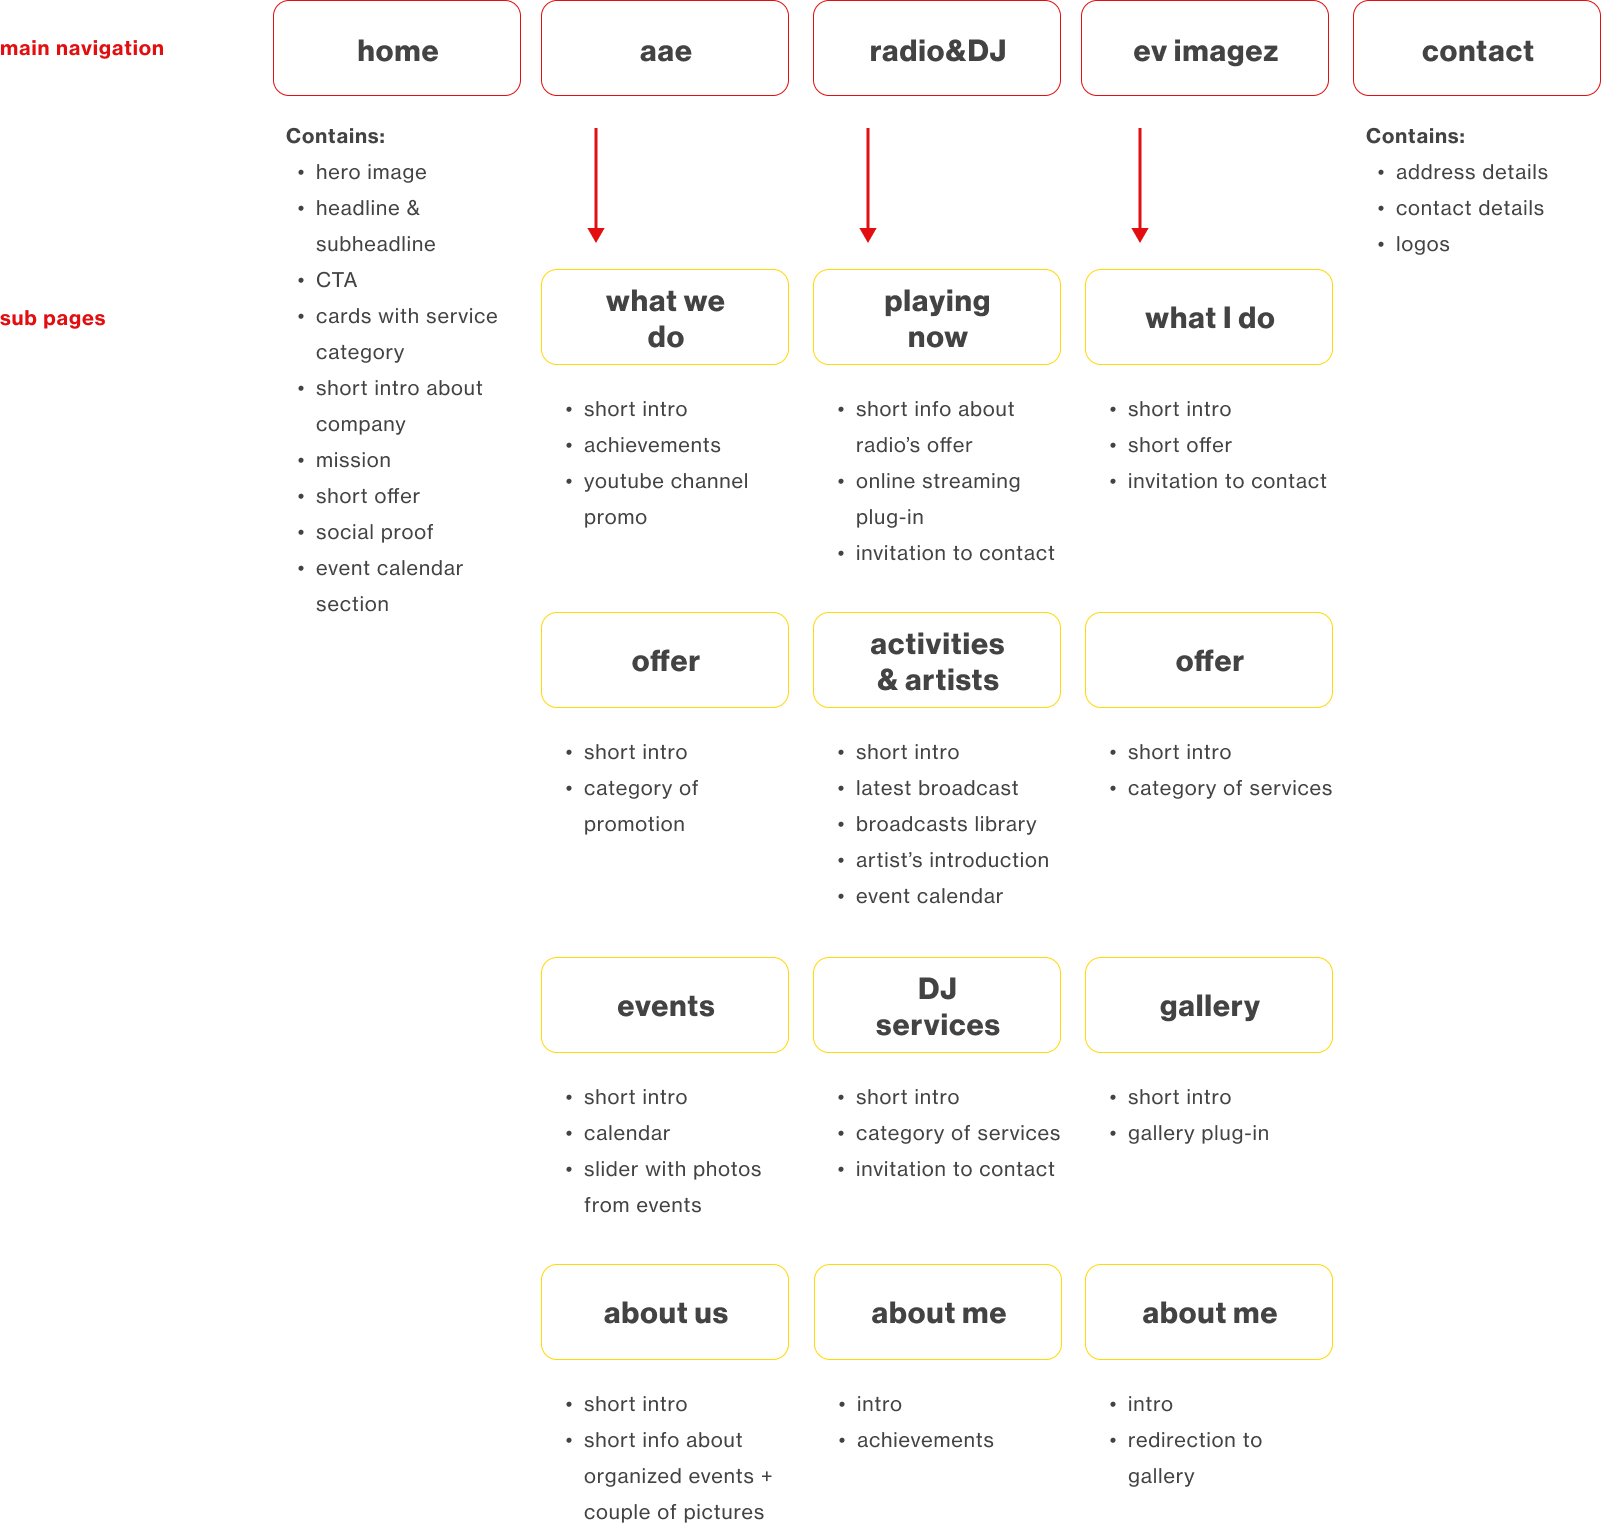 main navigation
home
aae
radio&DJ
ev imagez
contact
Contains:
• hero image
• headline &
subheadline
• CTA
• cards with service
category
• short intro about
company
• mission
• short offer
• social proof
• event calendar
section
Contains:
• address details
• contact details
• logos
sub pages
what we
do
• short intro
• achievements
• youtube channel
promo
playing
now
• short info about
radio’s offer
• online streaming
plug-in
• invitation to contact
what I do
• short intro
• short offer
• invitation to contact
offer
• short intro
• category of
promotion
activities
& artists
• short intro
• latest broadcast
• broadcasts library
• artist’s introduction
• event calendar
offer
• short intro
• category of services
events
• short intro
• calendar
• slider with photos
from events
DJ
services
• short intro
• category of services
• invitation to contact
gallery
• short intro
• gallery plug-in
about us
• short intro
• short info about
organized events +
couple of pictures
about me
• intro
• achievements
about me
• intro
• redirection to
gallery